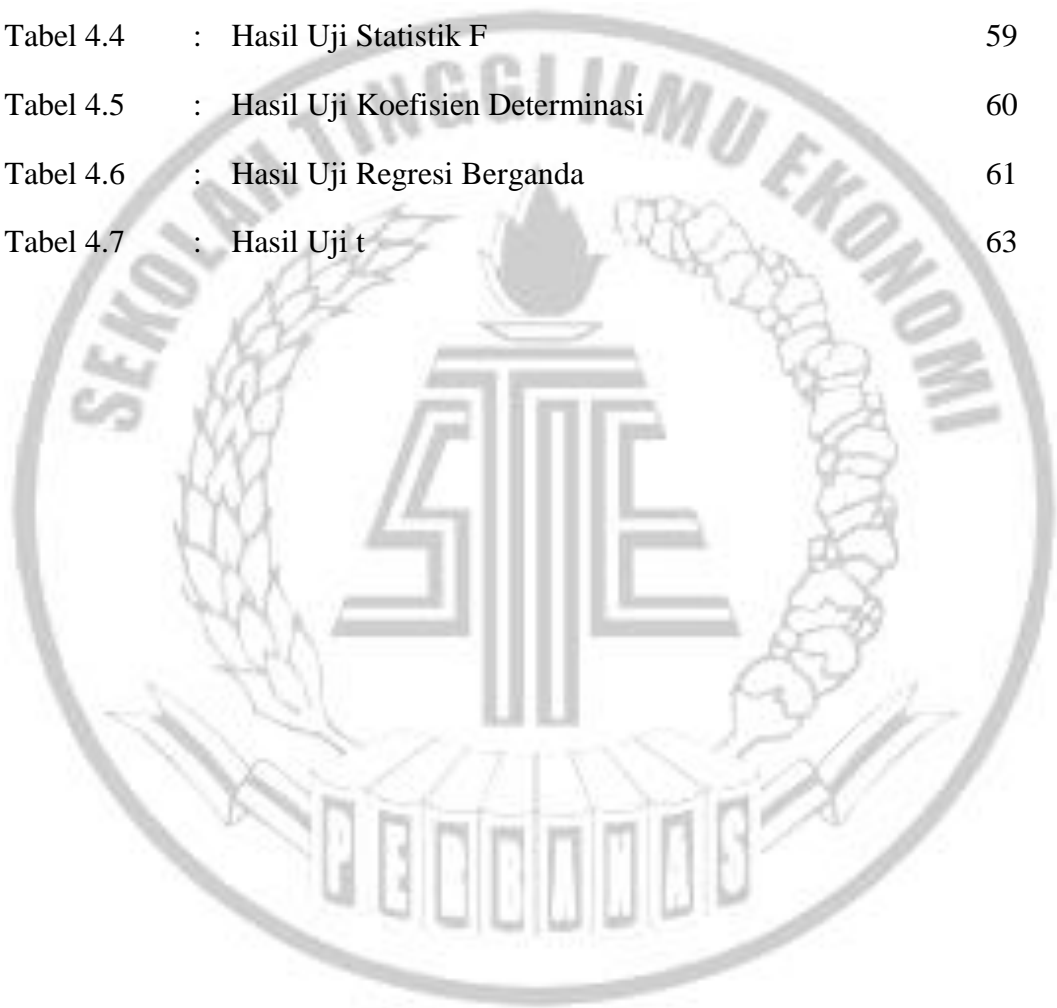 Tabel 4.4 : Hasil Uji Statistik F 59
Tabel 4.5 : Hasil Uji Koefisien Determinasi 60
Tabel 4.6 : Hasil Uji Regresi Berganda 61
Tabel 4.7 : Hasil Uji t 63
SEKOLAH TINGGI ILMU EKONOMI
STIE
PERBANAS